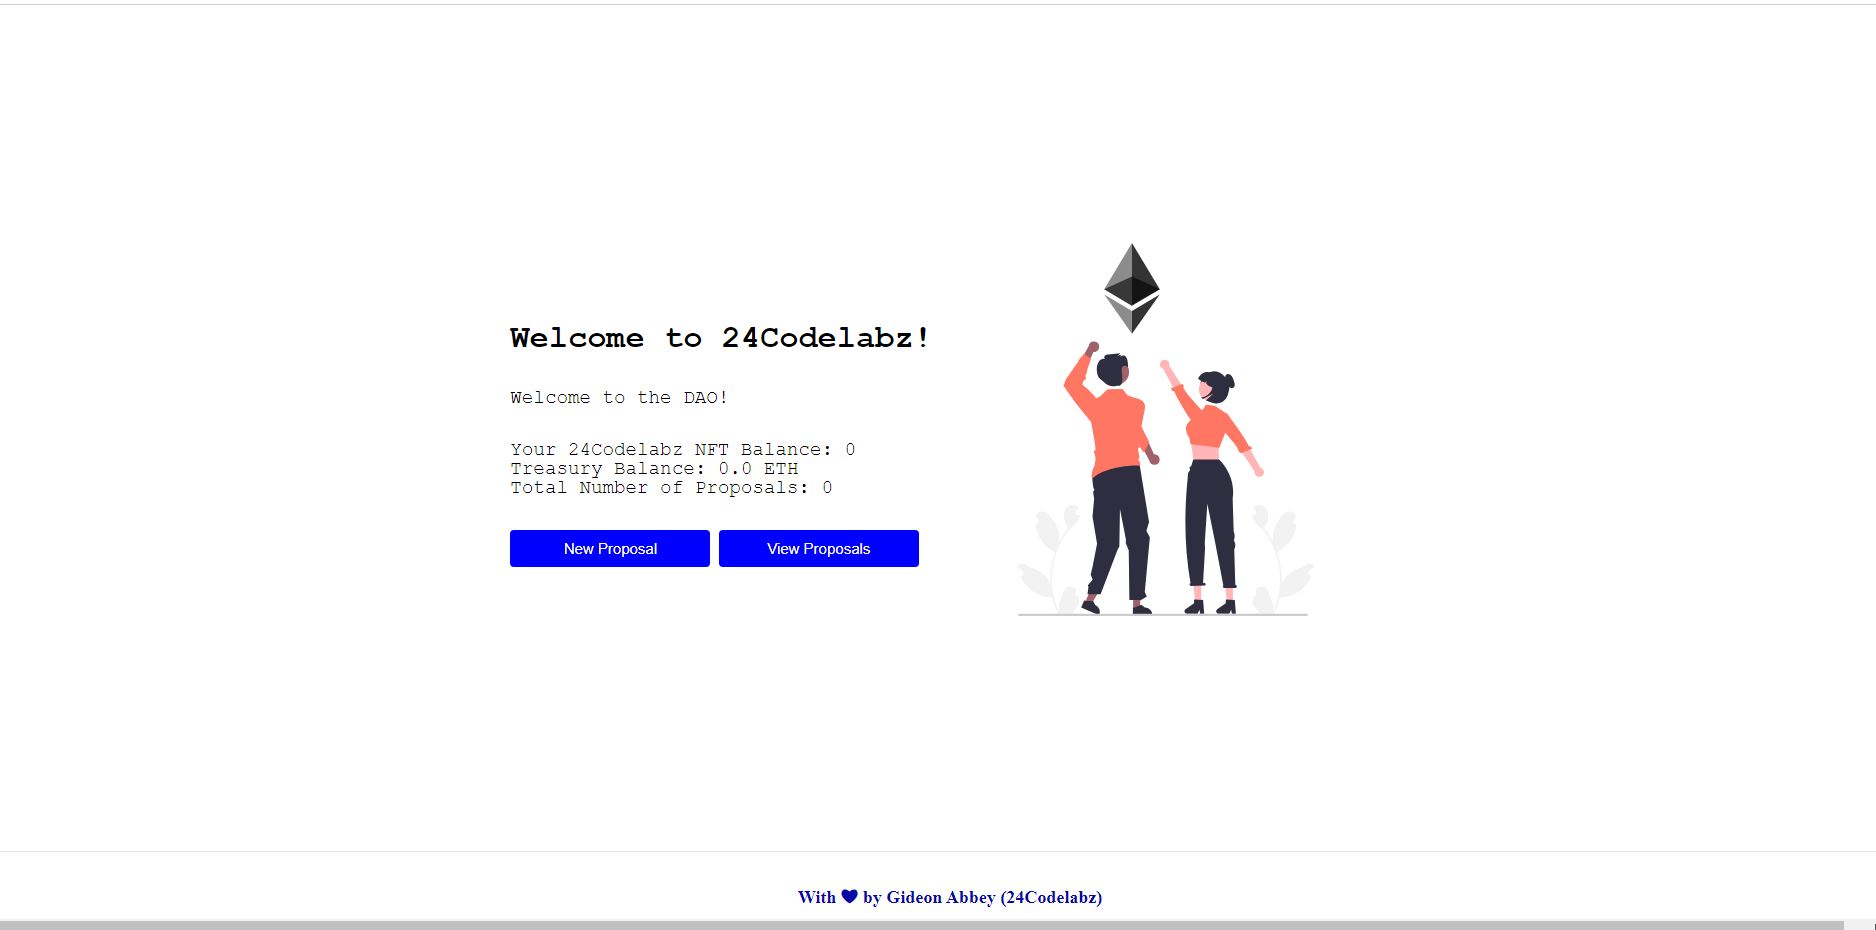 Welcome to 24Codelabz!
Welcome to the DAO!
Your 24Codelabz NFT Balance: 0
Treasury Balance: 0.0 ETH
Total Number of Proposals: 0
New Proposal
View Proposals
With ♥ by Gideon Abbey (24Codelabz)